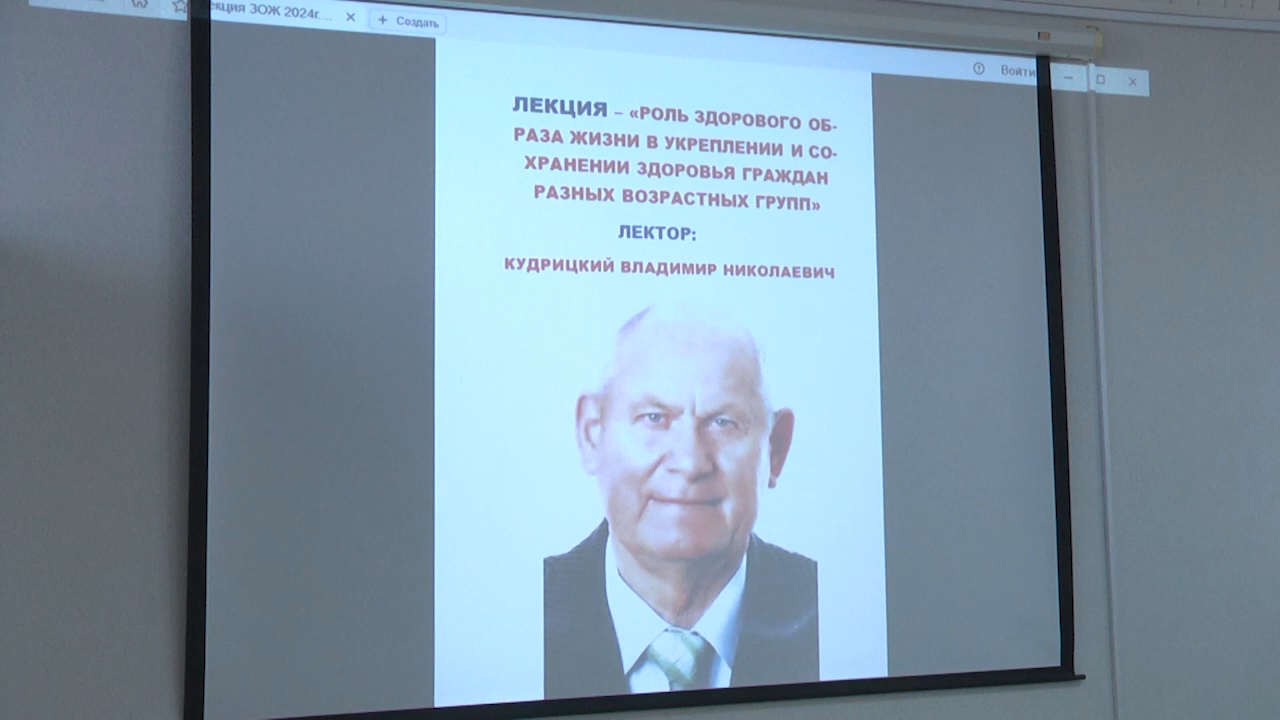 екция ЗОЖ 2024г....
Создать
Войти
ЛЕКЦИЯ – «РОЛЬ ЗДОРОВОГО ОБ-
РАЗА ЖИЗНИ В УКРЕПЛЕНИИ И СО-
ХРАНЕНИИ ЗДОРОВЬЯ ГРАЖДАН
РАЗНЫХ ВОЗРАСТНЫХ ГРУПП»
ЛЕКТОР:
КУДРИЦКИЙ ВЛАДИМИР НИКОЛАЕВИЧ